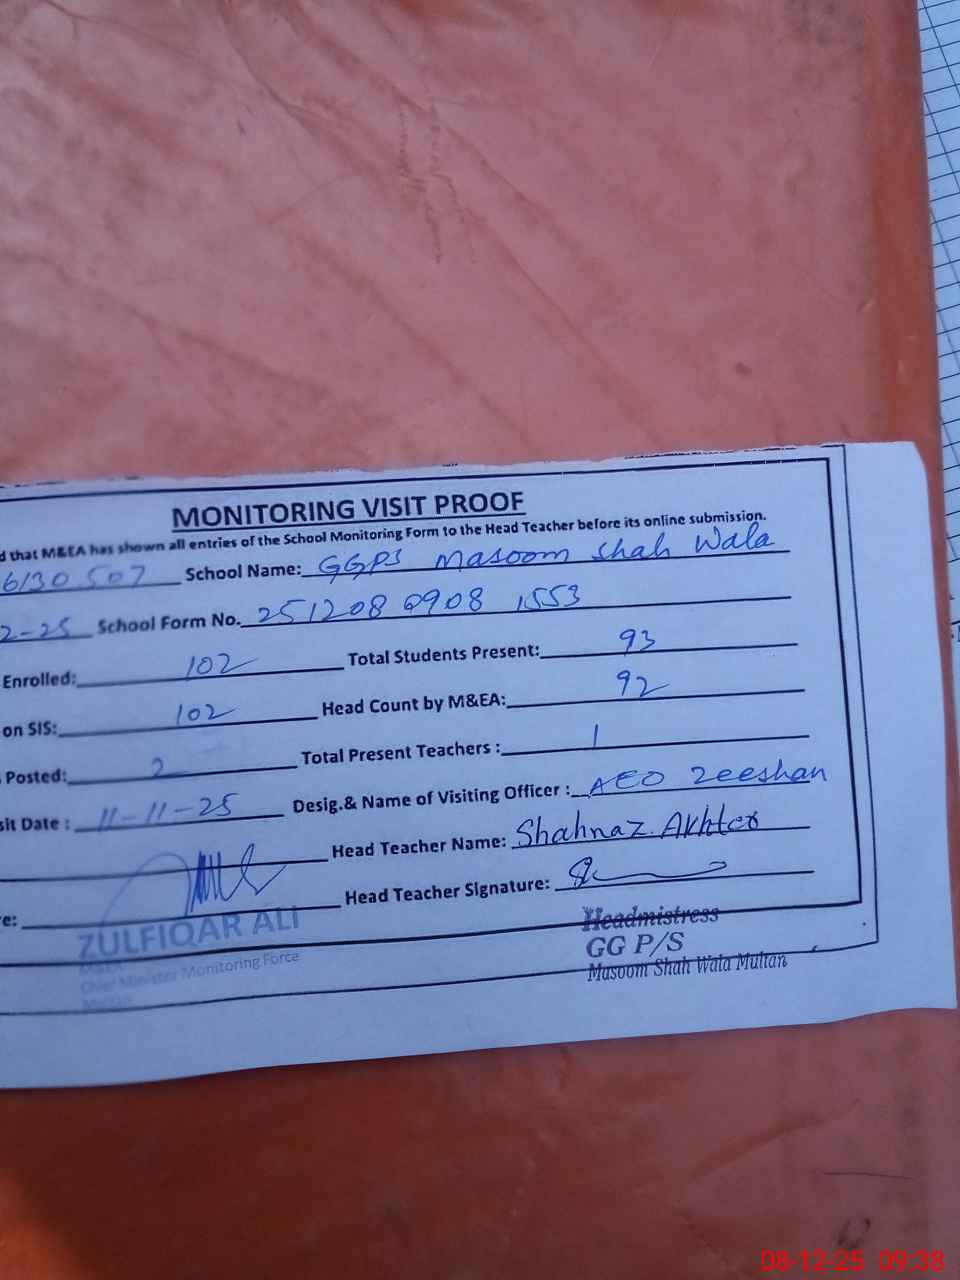 MONITORING VISIT PROOF
d that M&EA has shown all entries of the School Monitoring Form to the Head Teacher before its online submission.
6130507 School Name: GGPS Masoom Shah Wala
2-25 School Form No. 251208 0908 1553
Enrolled: 102 Total Students Present: 93
on SIS: 102 Head Count by M&EA: 92
Posted: 2 Total Present Teachers : 1
sit Date : 11-11-25 Desig.& Name of Visiting Officer : AEO Zeeshan
Head Teacher Name: Shahnaz Akhter
re: Head Teacher Signature:
ZULFIQAR ALI
M&EA
Chief Minister Monitoring Force
Multan
Headmistress
GG P/S
Masoom Shah Wala Multan
08-12-25 09:38